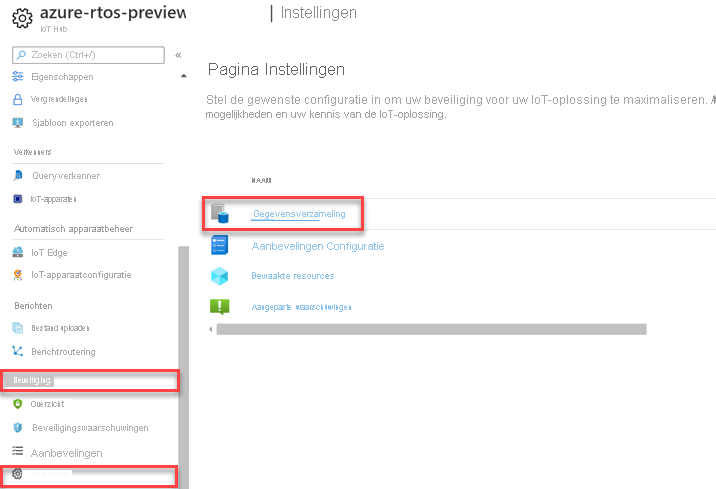 azure-rtos-preview
IoT Hub
| Instellingen
Zoeken (Ctrl+/)
«
Eigenschappen
Vergrendelingen
Sjabloon exporteren
Verkenners
Queryverkenner
IoT-apparaten
Automatisch apparaatbeheer
IoT Edge
IoT-apparaatconfiguratie
Berichten
Bestand uploaden
Berichtroutering
Beveiliging
Overzicht
Beveiligingswaarschuwingen
Aanbevelingen
Pagina Instellingen
Stel de gewenste configuratie in om uw beveiliging voor uw IoT-oplossing te maximaliseren.
mogelijkheden en uw kennis van de IoT-oplossing.
NAAM
Gegevensverzameling
Aanbevelingen Configuratie
Bewaakte resources
Aangepaste waarschuwingen